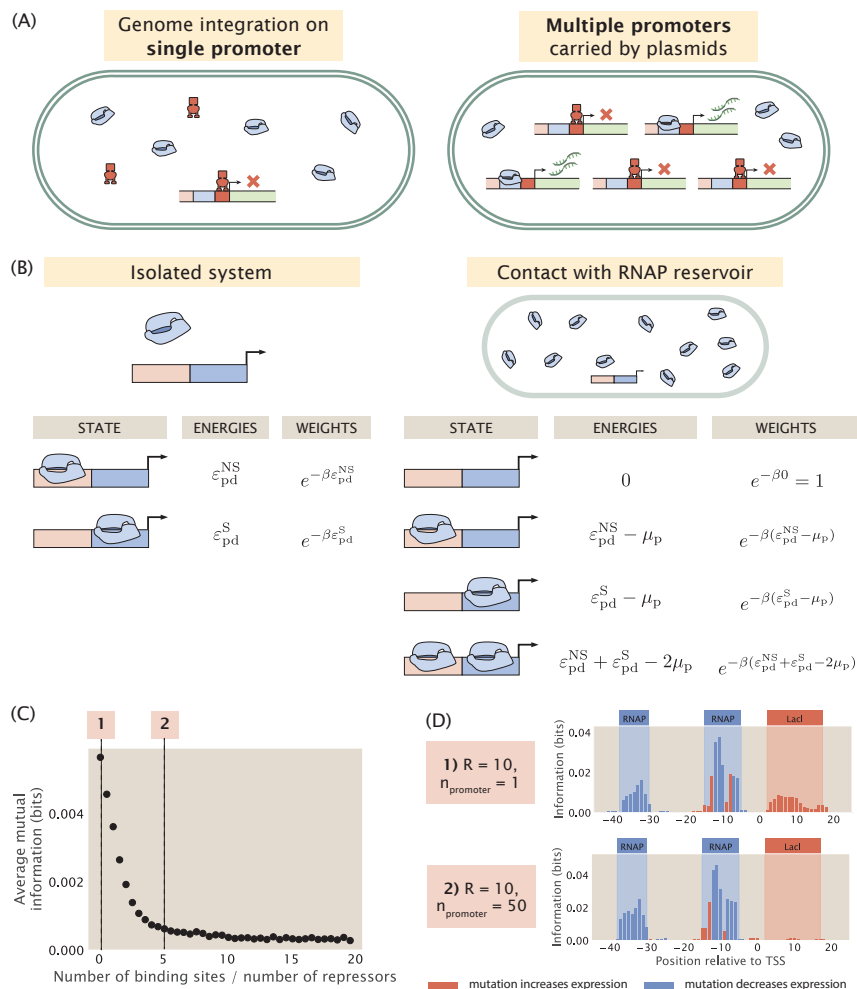 (A)
Genome integration on
single promoter
Multiple promoters
carried by plasmids
(B)
Isolated system
Contact with RNAP reservoir
STATE ENERGIES WEIGHTS
STATE ENERGIES WEIGHTS
0 e^{−β0} = 1
ε_pd^NS e^{−βε_pd^NS}
ε_pd^NS − μ_p e^{−β(ε_pd^NS−μ_p)}
ε_pd^S e^{−βε_pd^S}
ε_pd^S − μ_p e^{−β(ε_pd^S−μ_p)}
ε_pd^NS + ε_pd^S − 2μ_p e^{−β(ε_pd^NS+ε_pd^S−2μ_p)}
(C)
1 2
Average mutual
information (bits)
0.004
0.002
0.000
0 5 10 15 20
Number of binding sites / number of repressors
(D)
1) R = 10,
n_promoter = 1
RNAP RNAP LacI
Information (bits)
0.04
0.02
0.00
−40 −30 −20 −10 0 10 20
2) R = 10,
n_promoter = 50
RNAP RNAP LacI
Information (bits)
0.04
0.02
0.00
−40 −30 −20 −10 0 10 20
Position relative to TSS
mutation increases expression mutation decreases expression